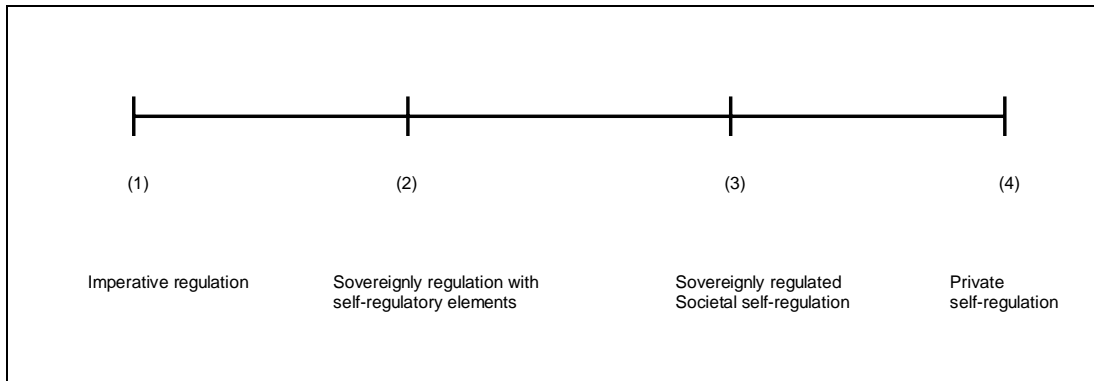 (1)
(2)
(3)
(4)
Imperative regulation
Sovereignly regulation with
self-regulatory elements
Sovereignly regulated
Societal self-regulation
Private
self-regulation